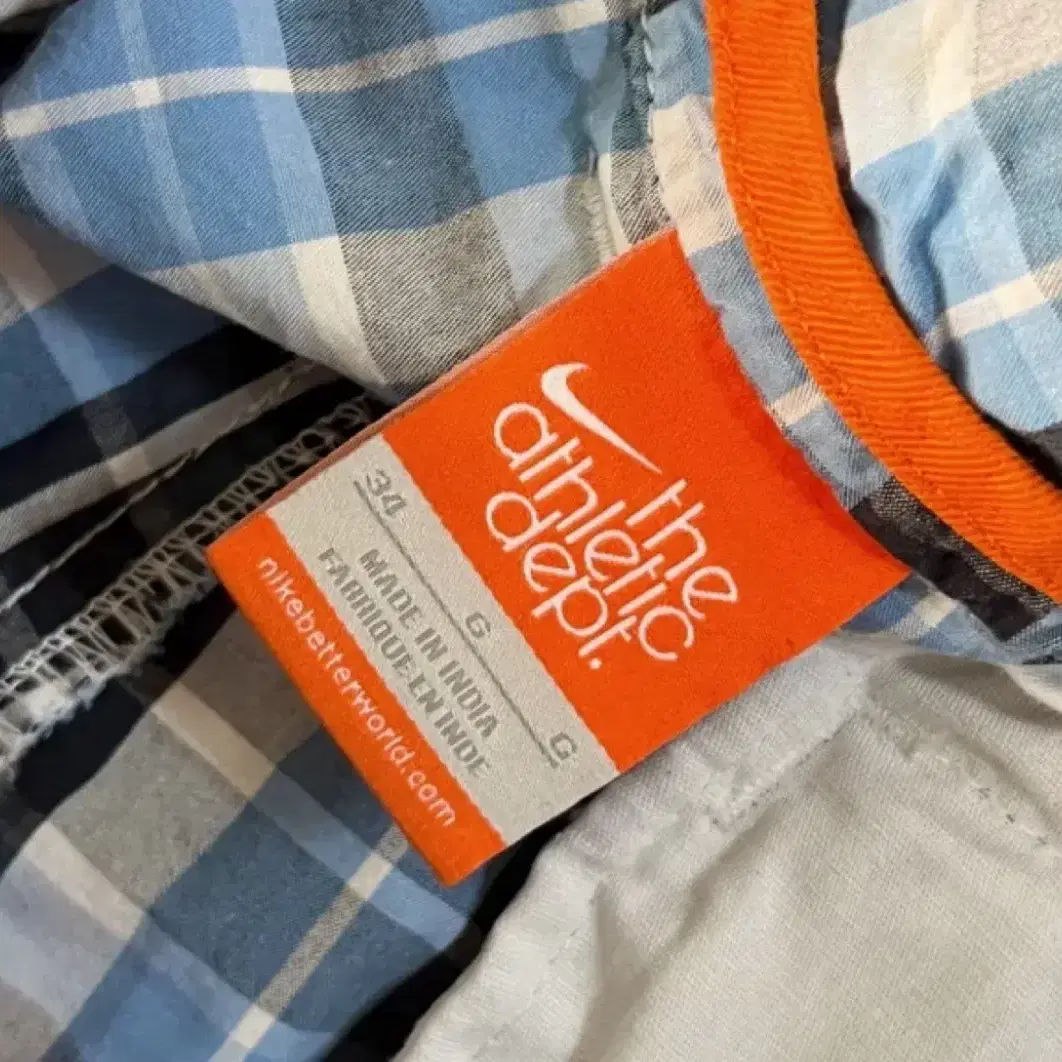 the
athletic
dept.
34 G G
MADE IN INDIA
FABRIQUE EN INDE
nikebetterworld.com